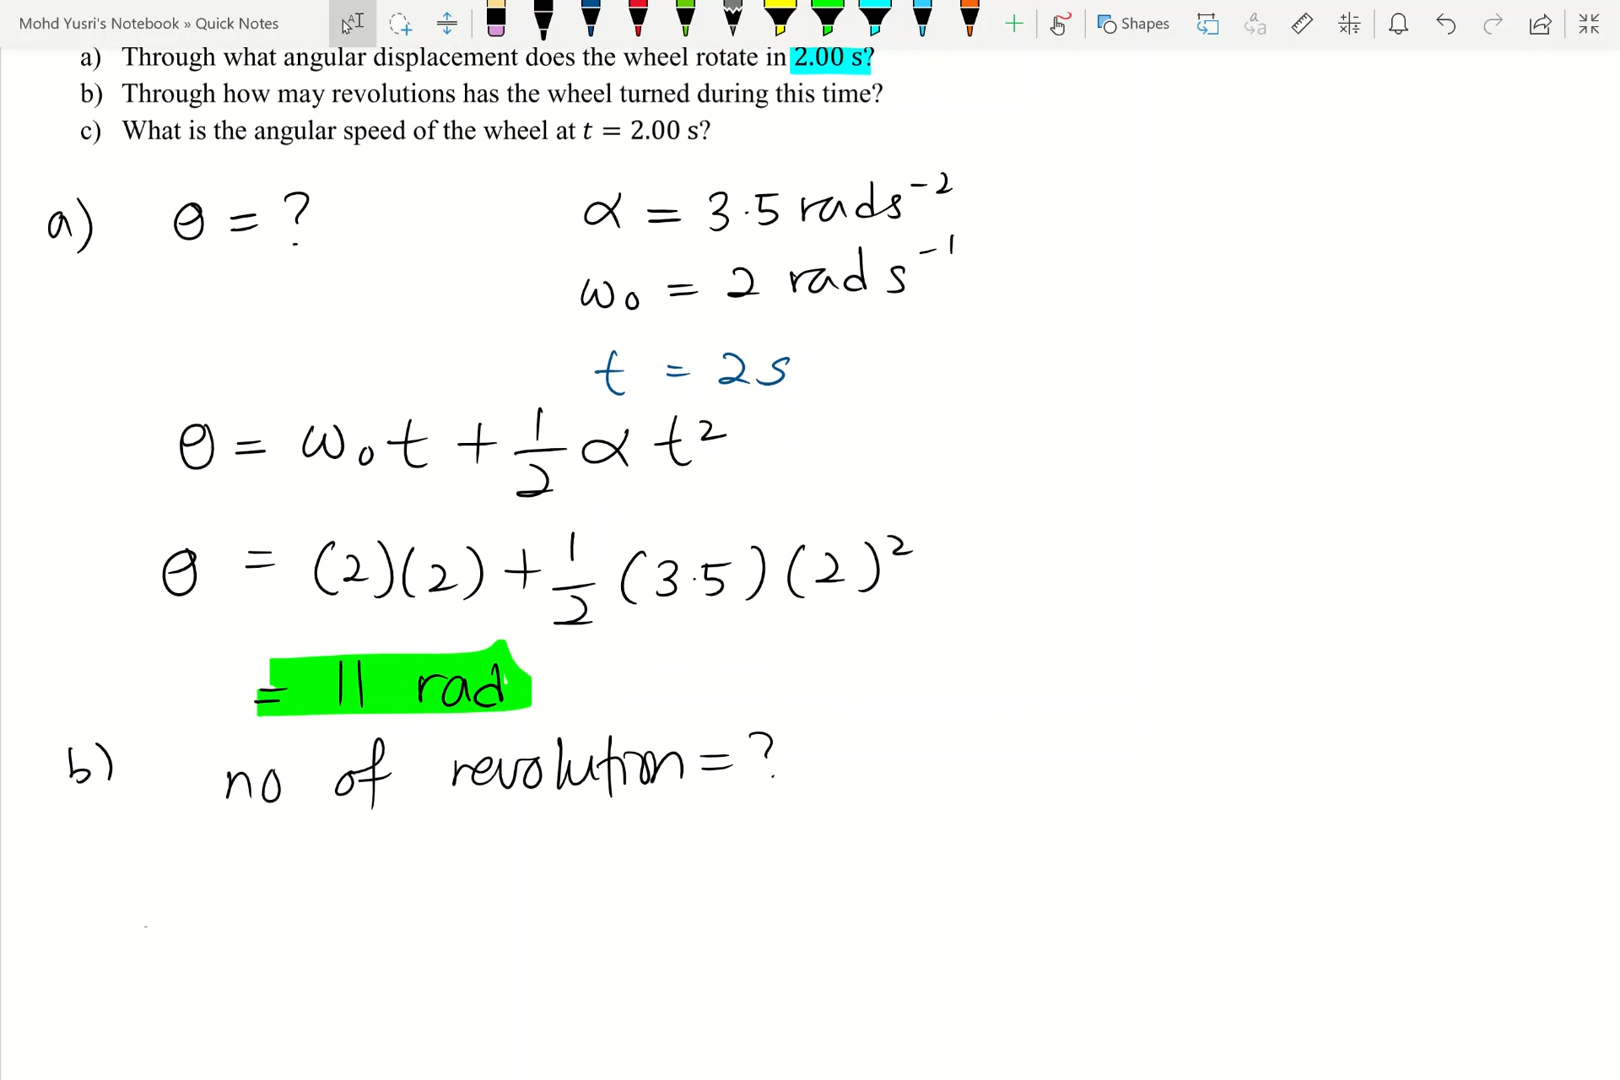 Mohd Yusri's Notebook » Quick Notes
Shapes
a) Through what angular displacement does the wheel rotate in 2.00 s?
b) Through how may revolutions has the wheel turned during this time?
c) What is the angular speed of the wheel at t = 2.00 s?
a) θ = ? α = 3.5 rads⁻²
ω₀ = 2 rad s⁻¹
t = 2s
θ = ω₀t + 1/2 α t²
θ = (2)(2) + 1/2 (3.5)(2)²
= 11 rad
b) no of revolution = ?